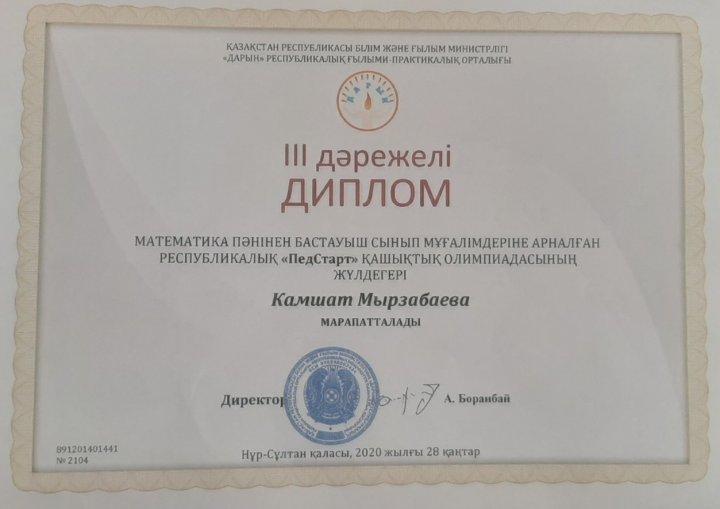 ҚАЗАҚСТАН РЕСПУБЛИКАСЫ БІЛІМ ЖӘНЕ ҒЫЛЫМ МИНИСТРЛІГІ
«ДАРЫН» РЕСПУБЛИКАЛЫҚ ҒЫЛЫМИ-ПРАКТИКАЛЫҚ ОРТАЛЫҒЫ
ДАРЫН
III дәрежелі
ДИПЛОМ
МАТЕМАТИКА ПӘНІНЕН БАСТАУЫШ СЫНЫП МҰҒАЛІМДЕРІНЕ АРНАЛҒАН
РЕСПУБЛИКАЛЫҚ «ПедСтарт» ҚАШЫҚТЫҚ ОЛИМПИАДАСЫНЫҢ
ЖҮЛДЕГЕРІ
Камшат Мырзабаева
МАРАПАТТАЛАДЫ
Директор
А. Боранбай
891201401441
№ 2104
Нұр-Сұлтан қаласы, 2020 жылғы 28 қаңтар